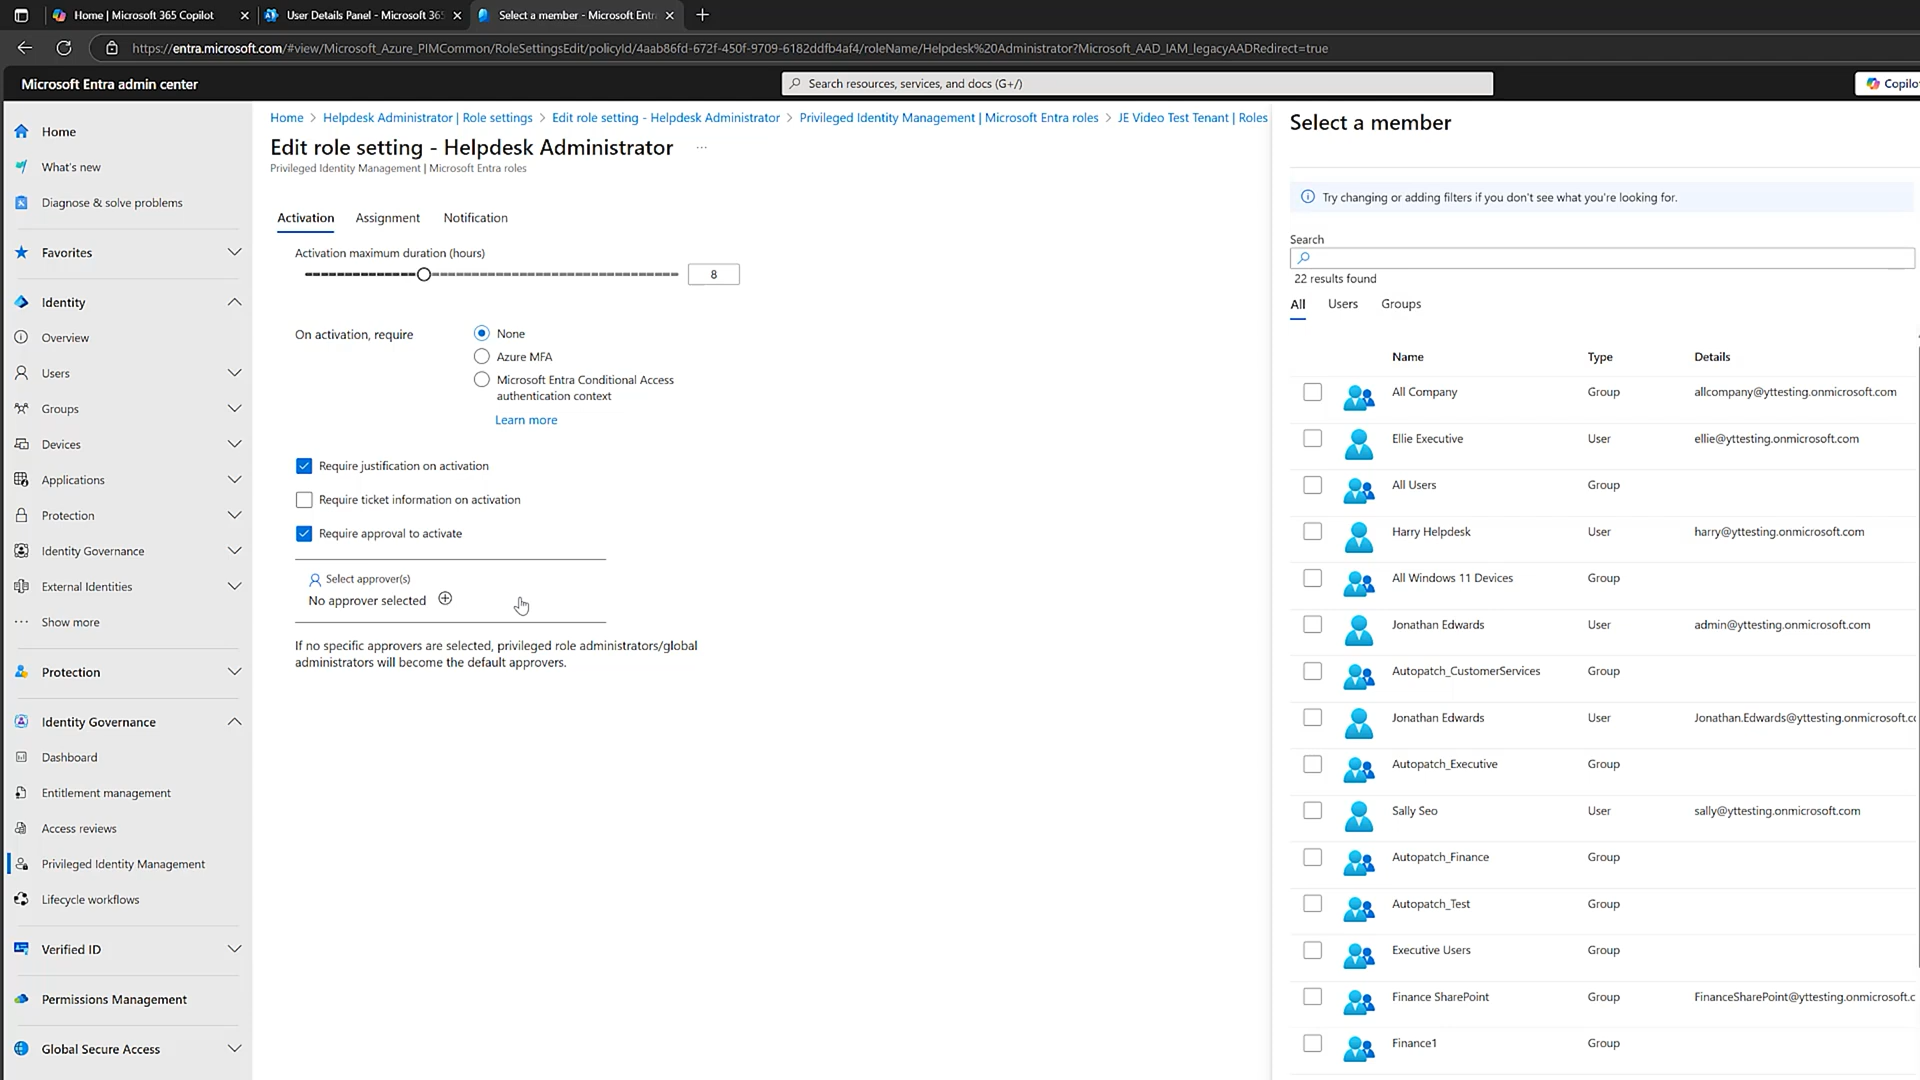 Home | Microsoft 365 Copilot
User Details Panel - Microsoft 365
Select a member - Microsoft Entr
https://entra.microsoft.com/#view/Microsoft_Azure_PIMCommon/RoleSettingsEdit/policyId/4aab86fd-672f-450f-9709-6182ddfb4af4/roleName/Helpdesk%20Administrator?Microsoft_AAD_IAM_legacyAADRedirect=true
Microsoft Entra admin center
Search resources, services, and docs (G+/)
Copilo
Home
What's new
Diagnose & solve problems
Favorites
Identity
Overview
Users
Groups
Devices
Applications
Protection
Identity Governance
External Identities
Show more
Protection
Identity Governance
Dashboard
Entitlement management
Access reviews
Privileged Identity Management
Lifecycle workflows
Verified ID
Permissions Management
Global Secure Access
Home > Helpdesk Administrator | Role settings > Edit role setting - Helpdesk Administrator > Privileged Identity Management | Microsoft Entra roles > JE Video Test Tenant | Roles
Edit role setting - Helpdesk Administrator ...
Privileged Identity Management | Microsoft Entra roles
Activation Assignment Notification
Activation maximum duration (hours)
8
On activation, require
None
Azure MFA
Microsoft Entra Conditional Access
authentication context
Learn more
Require justification on activation
Require ticket information on activation
Require approval to activate
Select approver(s)
No approver selected
If no specific approvers are selected, privileged role administrators/global
administrators will become the default approvers.
Select a member
Try changing or adding filters if you don't see what you're looking for.
Search
22 results found
All Users Groups
Name Type Details
All Company Group allcompany@yttesting.onmicrosoft.com
Ellie Executive User ellie@yttesting.onmicrosoft.com
All Users Group
Harry Helpdesk User harry@yttesting.onmicrosoft.com
All Windows 11 Devices Group
Jonathan Edwards User admin@yttesting.onmicrosoft.com
Autopatch_CustomerServices Group
Jonathan Edwards User Jonathan.Edwards@yttesting.onmicrosoft.co
Autopatch_Executive Group
Sally Seo User sally@yttesting.onmicrosoft.com
Autopatch_Finance Group
Autopatch_Test Group
Executive Users Group
Finance SharePoint Group FinanceSharePoint@yttesting.onmicrosoft.c
Finance1 Group